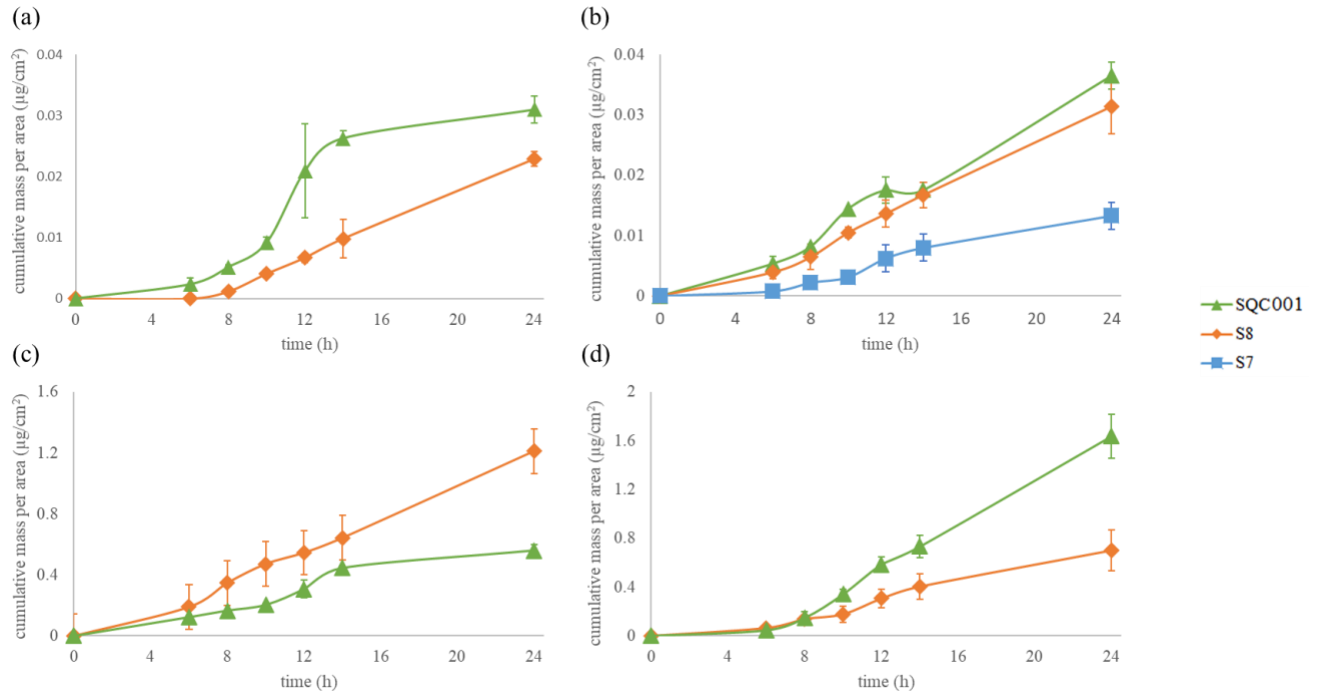 (a)
cumulative mass per area (µg/cm²)
0.04
0.03
0.02
0.01
0
0 4 8 12 16 20 24
time (h)
(b)
cumulative mass per area (µg/cm²)
0.04
0.03
0.02
0.01
0
0 4 8 12 16 20 24
time (h)
SQC001
S8
S7
(c)
cumulative mass per area (µg/cm²)
1.6
1.2
0.8
0.4
0
0 4 8 12 16 20 24
time (h)
(d)
cumulative mass per area (µg/cm²)
2
1.6
1.2
0.8
0.4
0
0 4 8 12 16 20 24
time (h)